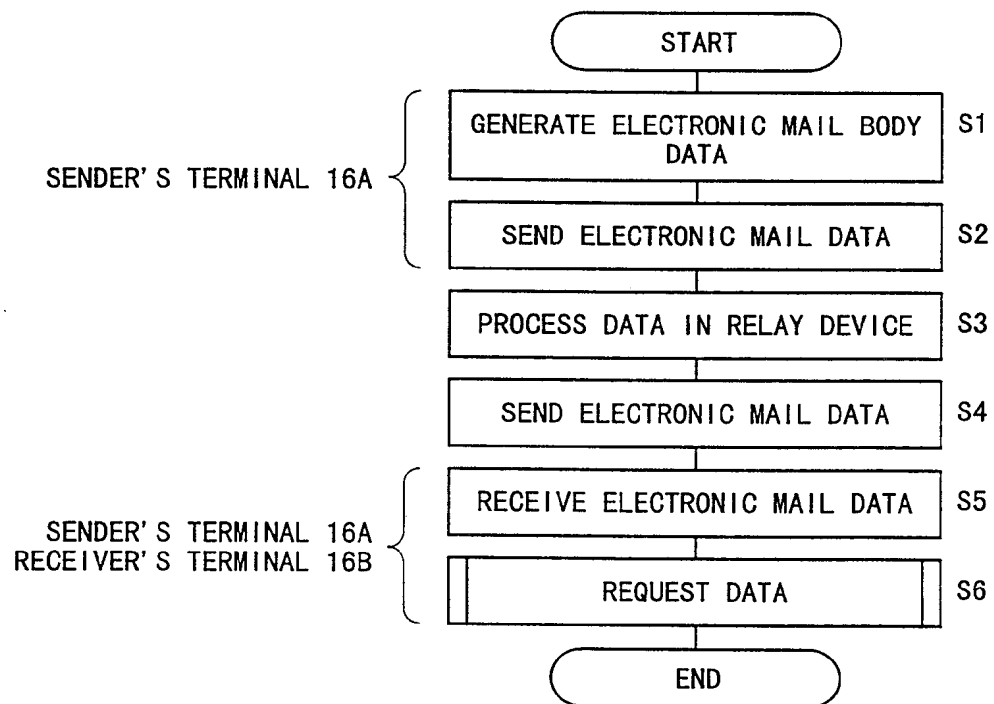 START
GENERATE ELECTRONIC MAIL BODY
DATA
S1
SENDER'S TERMINAL 16A
SEND ELECTRONIC MAIL DATA
S2
PROCESS DATA IN RELAY DEVICE
S3
SEND ELECTRONIC MAIL DATA
S4
RECEIVE ELECTRONIC MAIL DATA
S5
SENDER'S TERMINAL 16A
RECEIVER'S TERMINAL 16B
REQUEST DATA
S6
END